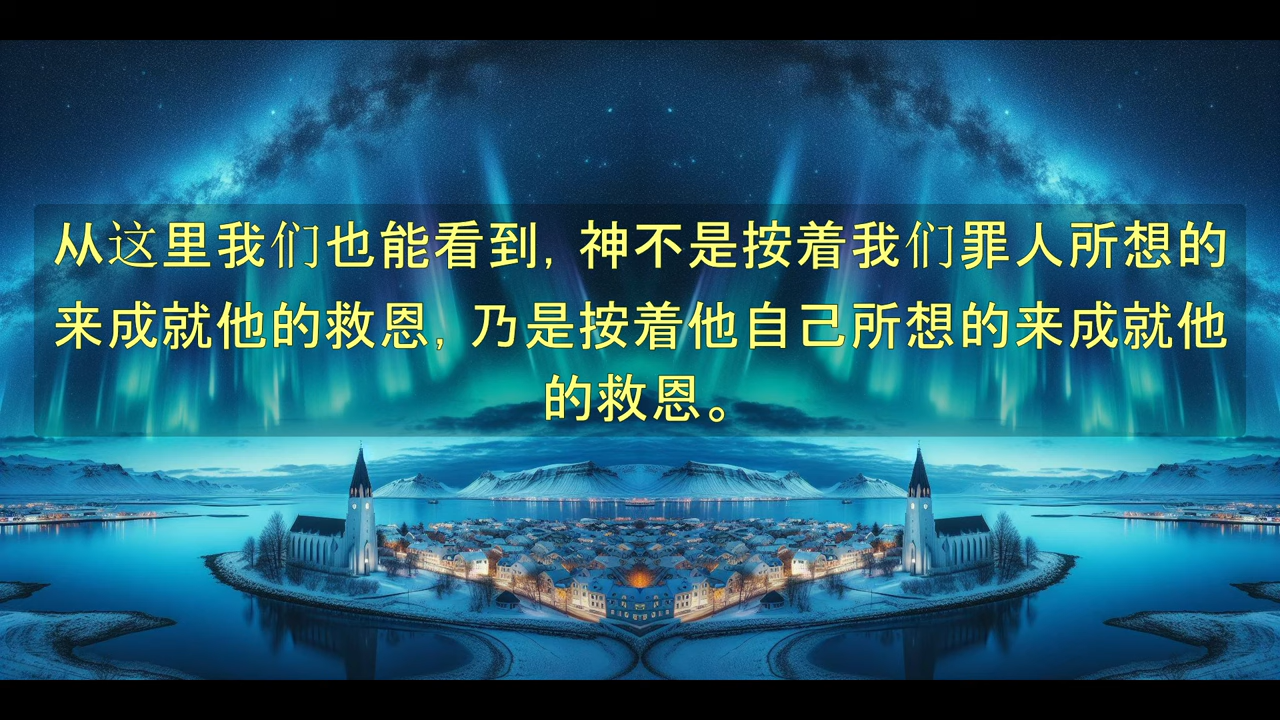 从这里我们也能看到，神不是按着我们罪人所想的
来成就他的救恩，乃是按着他自己所想的来成就他
的救恩。